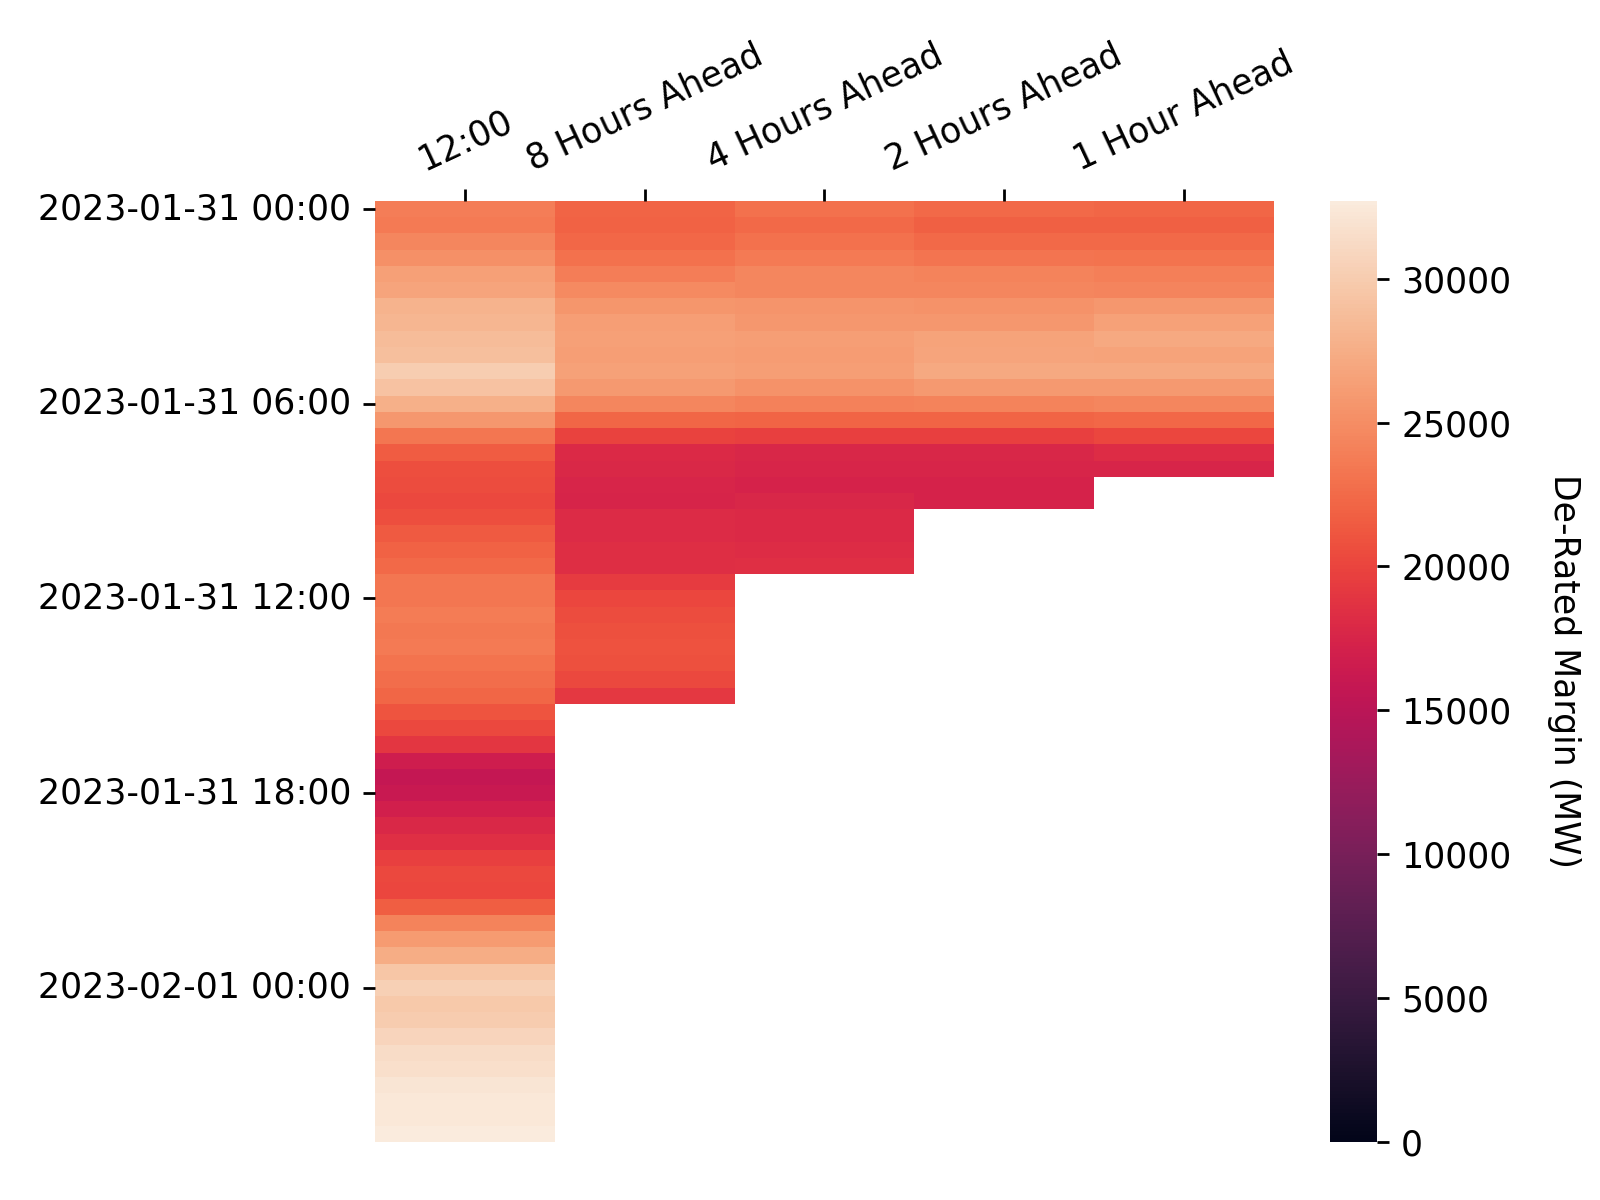 12:00
8 Hours Ahead
4 Hours Ahead
2 Hours Ahead
1 Hour Ahead
2023-01-31 00:00
2023-01-31 06:00
2023-01-31 12:00
2023-01-31 18:00
2023-02-01 00:00
30000
25000
20000
15000
10000
5000
0
De-Rated Margin (MW)